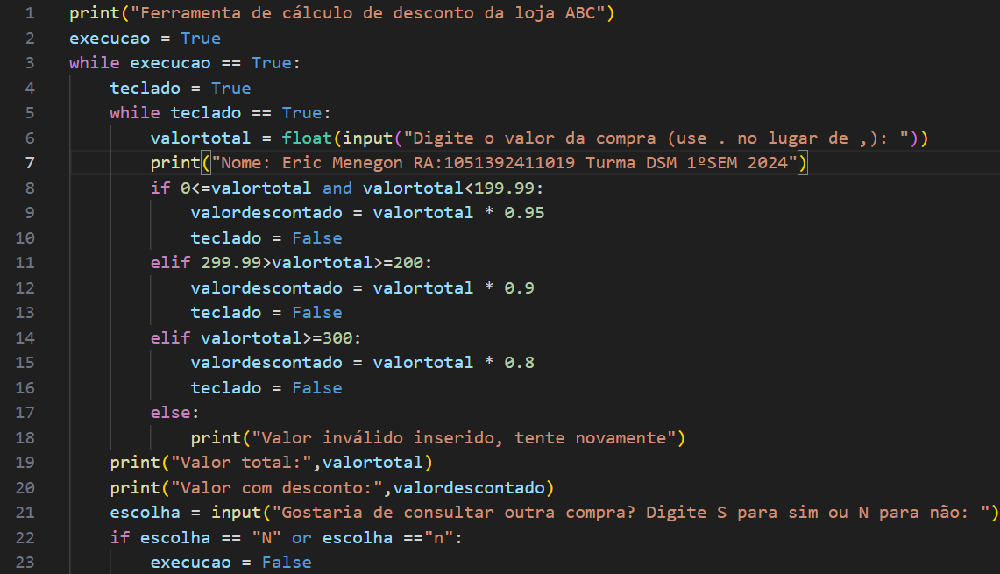 1 print("Ferramenta de cálculo de desconto da loja ABC")
2 execucao = True
3 while execucao == True:
4     teclado = True
5     while teclado == True:
6         valortotal = float(input("Digite o valor da compra (use . no lugar de ,): "))
7         print("Nome: Eric Menegon RA:1051392411019 Turma DSM 1ºSEM 2024")
8         if 0<=valortotal and valortotal<199.99:
9             valordescontado = valortotal * 0.95
10             teclado = False
11         elif 299.99>valortotal>=200:
12             valordescontado = valortotal * 0.9
13             teclado = False
14         elif valortotal>=300:
15             valordescontado = valortotal * 0.8
16             teclado = False
17         else:
18             print("Valor inválido inserido, tente novamente")
19     print("Valor total:",valortotal)
20     print("Valor com desconto:",valordescontado)
21     escolha = input("Gostaria de consultar outra compra? Digite S para sim ou N para não: ")
22     if escolha == "N" or escolha =="n":
23         execucao = False